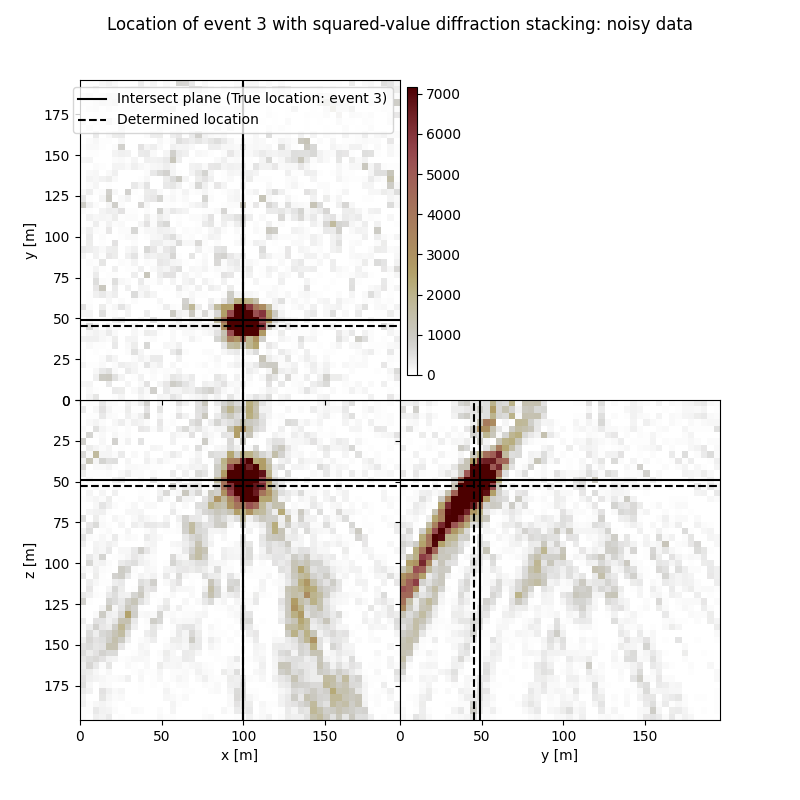 Location of event 3 with squared-value diffraction stacking: noisy data
Intersect plane (True location: event 3)
Determined location
y [m]
175
150
125
100
75
50
25
0
7000
6000
5000
4000
3000
2000
1000
0
z [m]
0
25
50
75
100
125
150
175
0 50 100 150
x [m]
0 50 100 150
y [m]